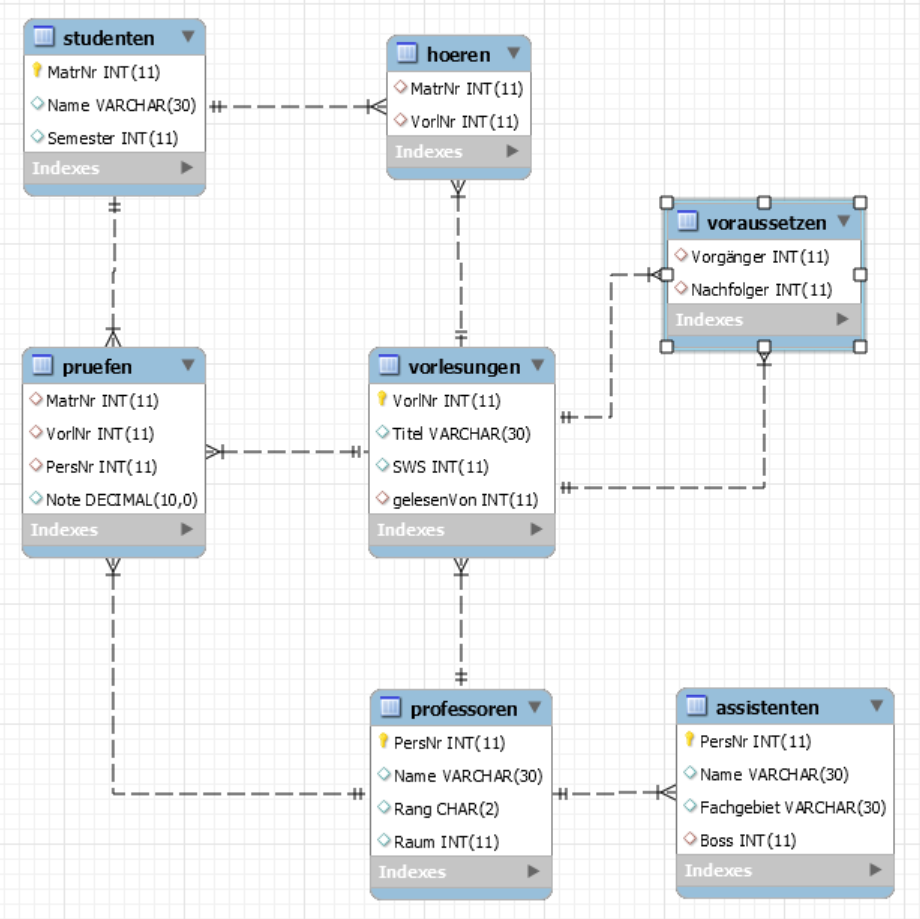 studenten
MatrNr INT(11)
Name VARCHAR(30)
Semester INT(11)
Indexes
hoeren
MatrNr INT(11)
VorlNr INT(11)
Indexes
voraussetzen
Vorgänger INT(11)
Nachfolger INT(11)
Indexes
pruefen
MatrNr INT(11)
VorlNr INT(11)
PersNr INT(11)
Note DECIMAL(10,0)
Indexes
vorlesungen
VorlNr INT(11)
Titel VARCHAR(30)
SWS INT(11)
gelesenVon INT(11)
Indexes
professoren
PersNr INT(11)
Name VARCHAR(30)
Rang CHAR(2)
Raum INT(11)
Indexes
assistenten
PersNr INT(11)
Name VARCHAR(30)
Fachgebiet VARCHAR(30)
Boss INT(11)
Indexes